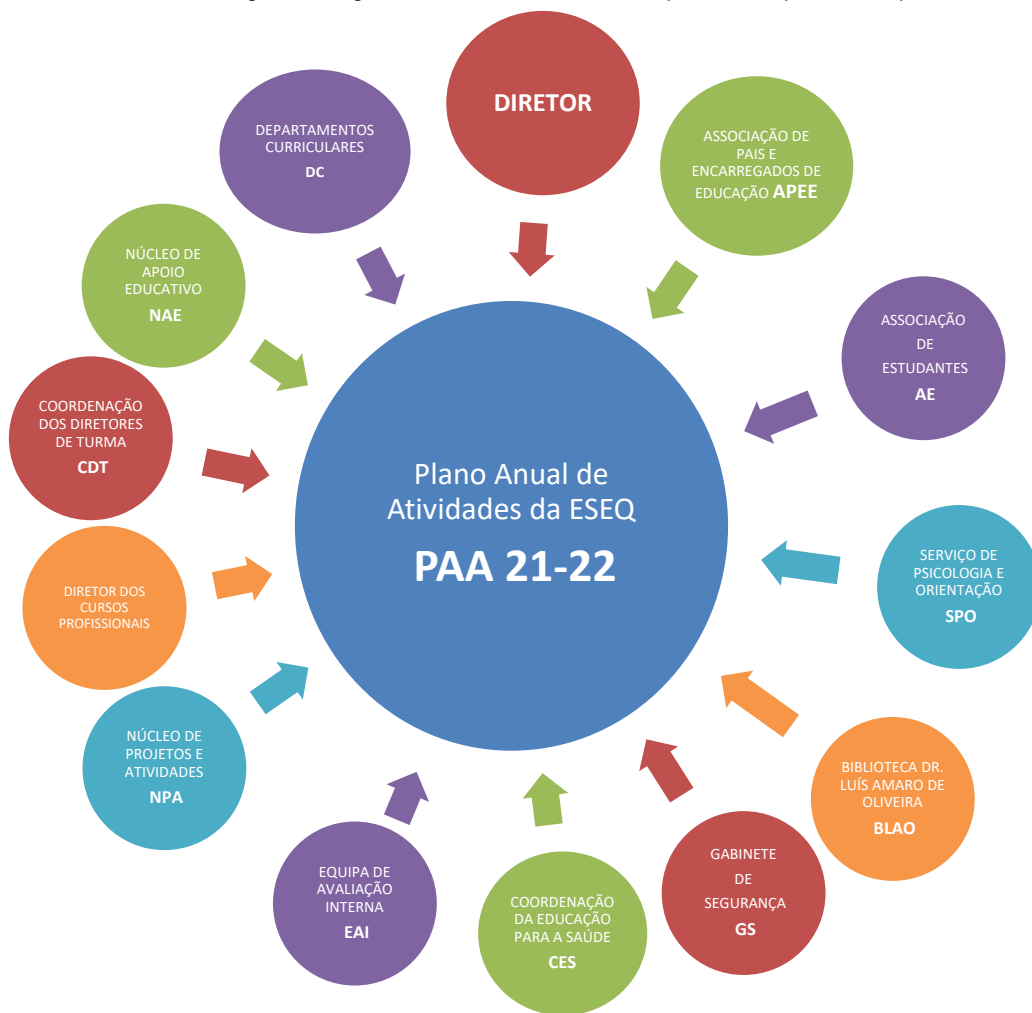 DIRETOR
ASSOCIAÇÃO DE
PAIS E
ENCARREGADOS DE
EDUCAÇÃO APEE
ASSOCIAÇÃO
DE
ESTUDANTES
AE
SERVIÇO DE
PSICOLOGIA E
ORIENTAÇÃO
SPO
BIBLIOTECA DR.
LUÍS AMARO DE
OLIVEIRA
BLAO
GABINETE
DE
SEGURANÇA
GS
COORDENAÇÃO
DA EDUCAÇÃO
PARA A SAÚDE
CES
EQUIPA DE
AVALIAÇÃO
INTERNA
EAI
NÚCLEO DE
PROJETOS E
ATIVIDADES
NPA
DIRETOR DOS
CURSOS
PROFISSIONAIS
COORDENAÇÃO
DOS DIRETORES
DE TURMA
CDT
NÚCLEO DE
APOIO
EDUCATIVO
NAE
DEPARTAMENTOS
CURRICULARES
DC
Plano Anual de
Atividades da ESEQ
PAA 21-22